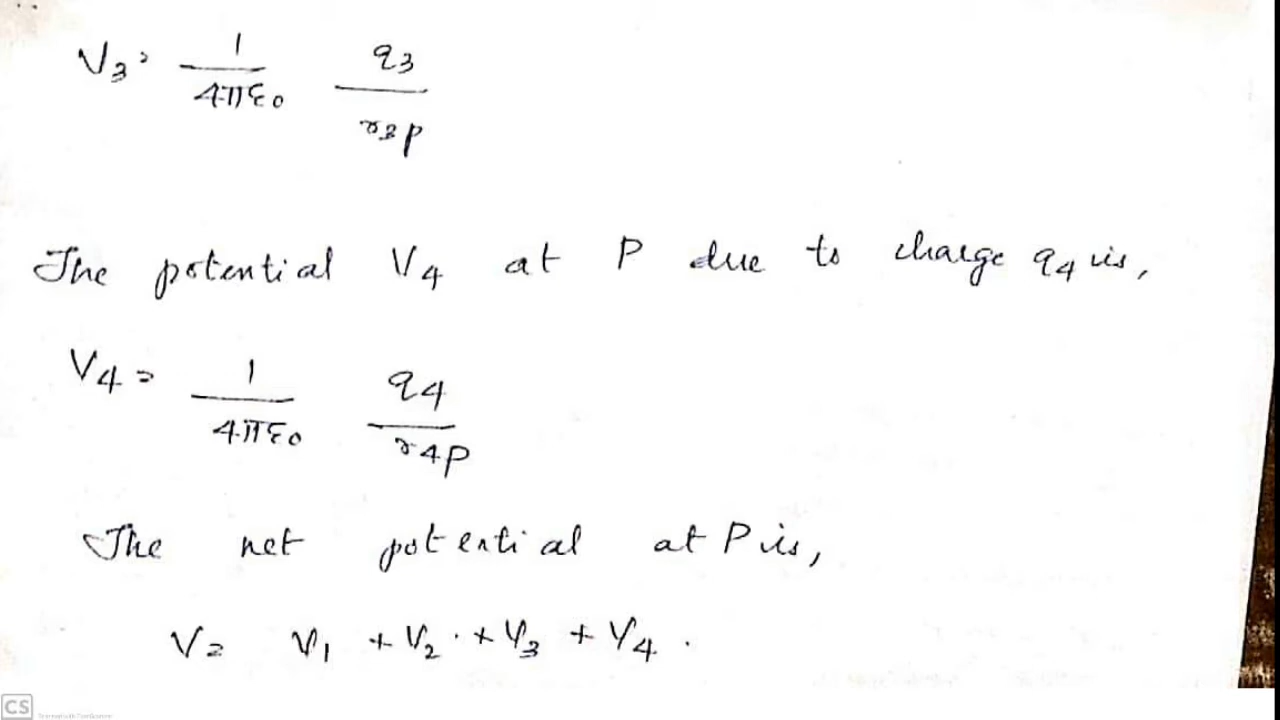 V3 = 1/4πε0 q3/r3p
The potential V4 at P due to charge q4 is,
V4 = 1/4πε0 q4/r4p
The net potential at P is,
V = V1 + V2 + V3 + V4.
CS